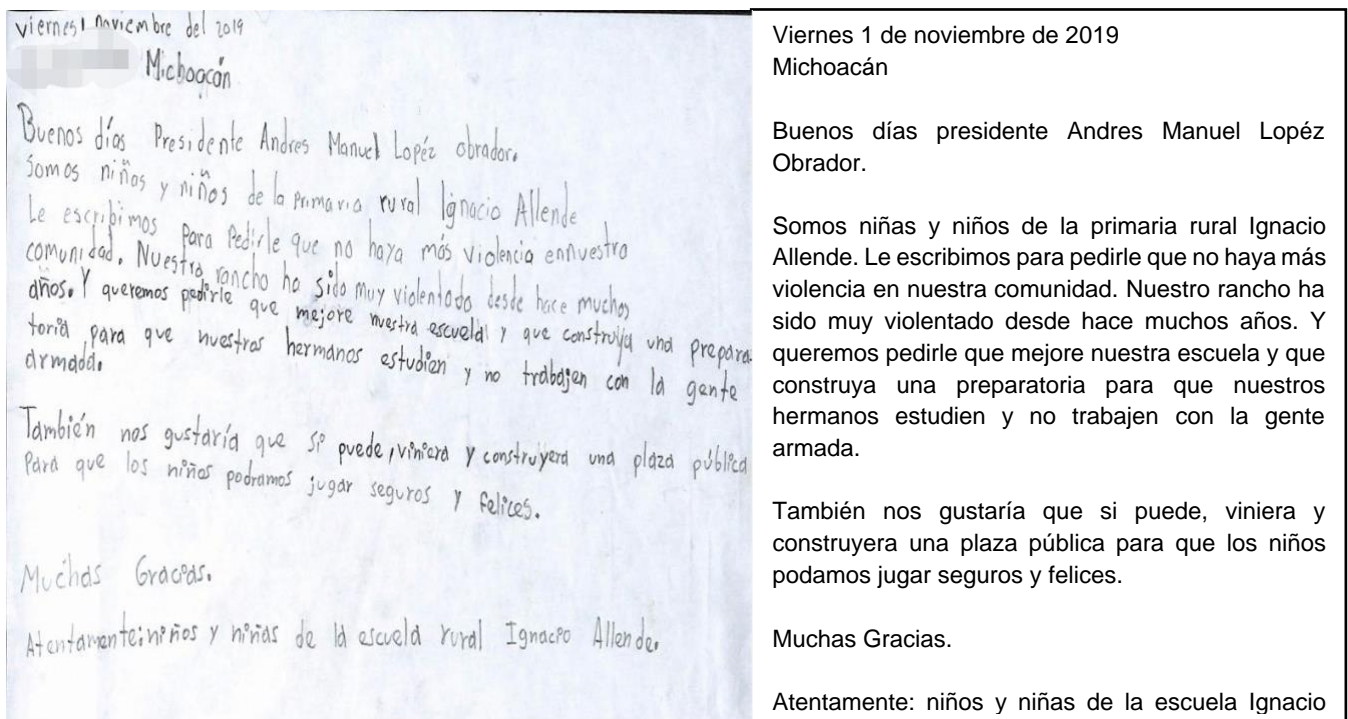 viernes 1 noviembre del 2019
Michoacán
Buenos días Presidente Andres Manuel Lopéz obrador.
Somos niñas y niños de la primaria rural Ignacio Allende
Le escribimos para Pedirle que no haya más violencia ennuestra
comunidad. Nuestro rancho ha sido muy violentado desde hace muchos
años. Y queremos pedirle que mejore nuestra escuela y que construya una prepara
toria para que nuestros hermanos estudien y no trabajen con la gente
armada.
También nos gustaría que si puede, viniera y construyera una plaza pública
Para que los niños podramos jugar seguros y felices.
Muchas Gracias.
Atentamente: niños y niñas de la escuela rural Ignacio Allende.
Viernes 1 de noviembre de 2019
Michoacán
Buenos días presidente Andres Manuel Lopéz
Obrador.
Somos niñas y niños de la primaria rural Ignacio
Allende. Le escribimos para pedirle que no haya más
violencia en nuestra comunidad. Nuestro rancho ha
sido muy violentado desde hace muchos años. Y
queremos pedirle que mejore nuestra escuela y que
construya una preparatoria para que nuestros
hermanos estudien y no trabajen con la gente
armada.
También nos gustaría que si puede, viniera y
construyera una plaza pública para que los niños
podamos jugar seguros y felices.
Muchas Gracias.
Atentamente: niños y niñas de la escuela Ignacio